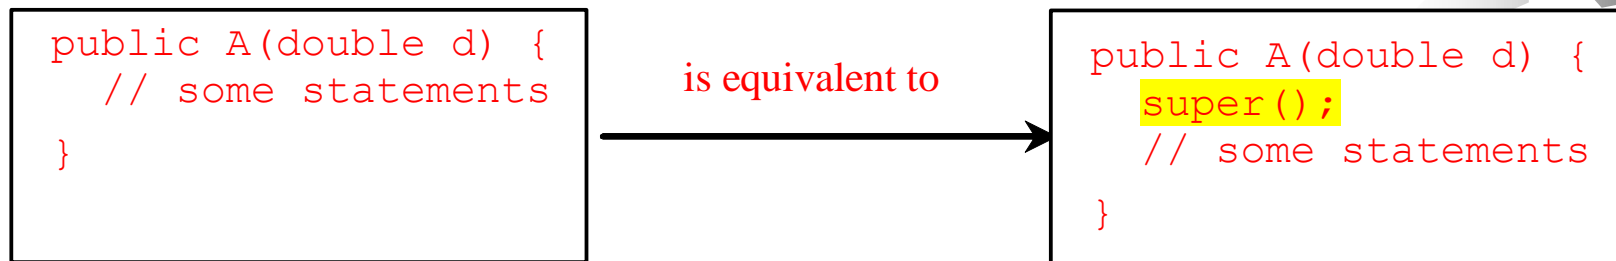 public A(double d) {
// some statements
}
is equivalent to
public A(double d) {
super();
// some statements
}